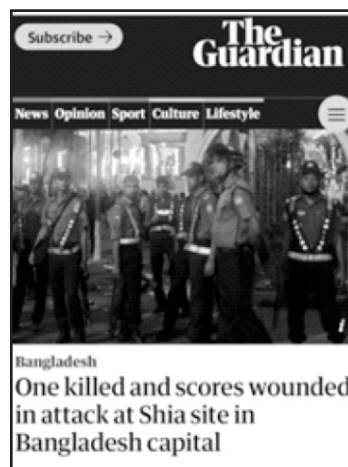 Subscribe →
The
Guardian
News Opinion Sport Culture Lifestyle
i
Bangladesh
One killed and scores wounded
in attack at Shia site in
Bangladesh capital